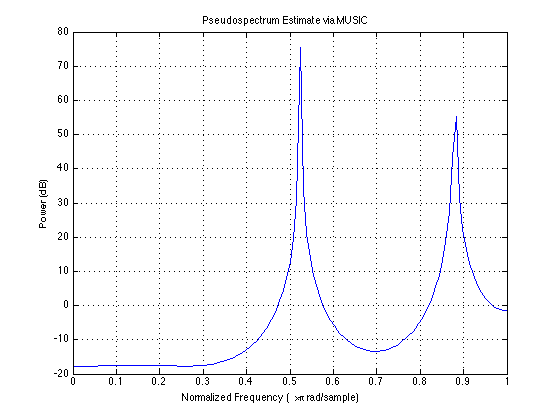 Pseudospectrum Estimate via MUSIC
80
70
60
50
40
30
20
10
0
-10
-20
Power (dB)
0 0.1 0.2 0.3 0.4 0.5 0.6 0.7 0.8 0.9 1
Normalized Frequency ( ×π rad/sample)